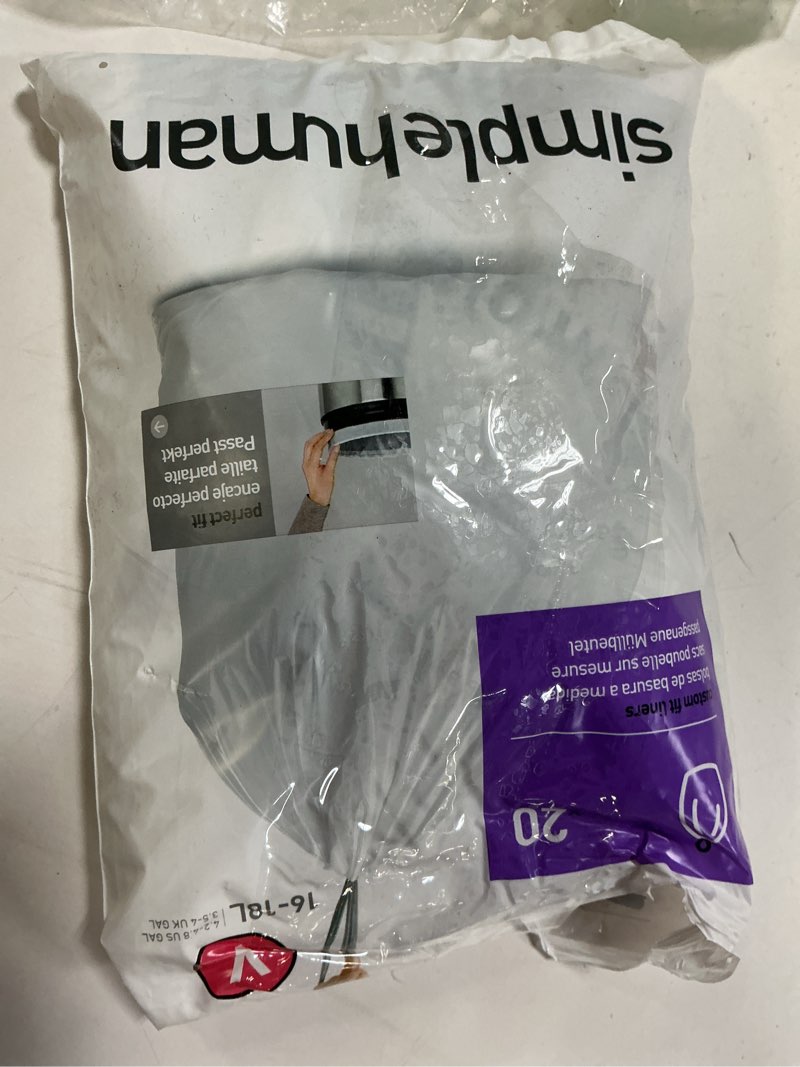 simplehuman
perfect fit
encaje perfecto
taille parfaite
Passt perfekt
20
custom fit liners
bolsas de basura a medida
sacs poubelle sur mesure
passgenaue Müllbeutel
V
16-18L
4.2-4.8 US GAL
3.5-4 UK GAL